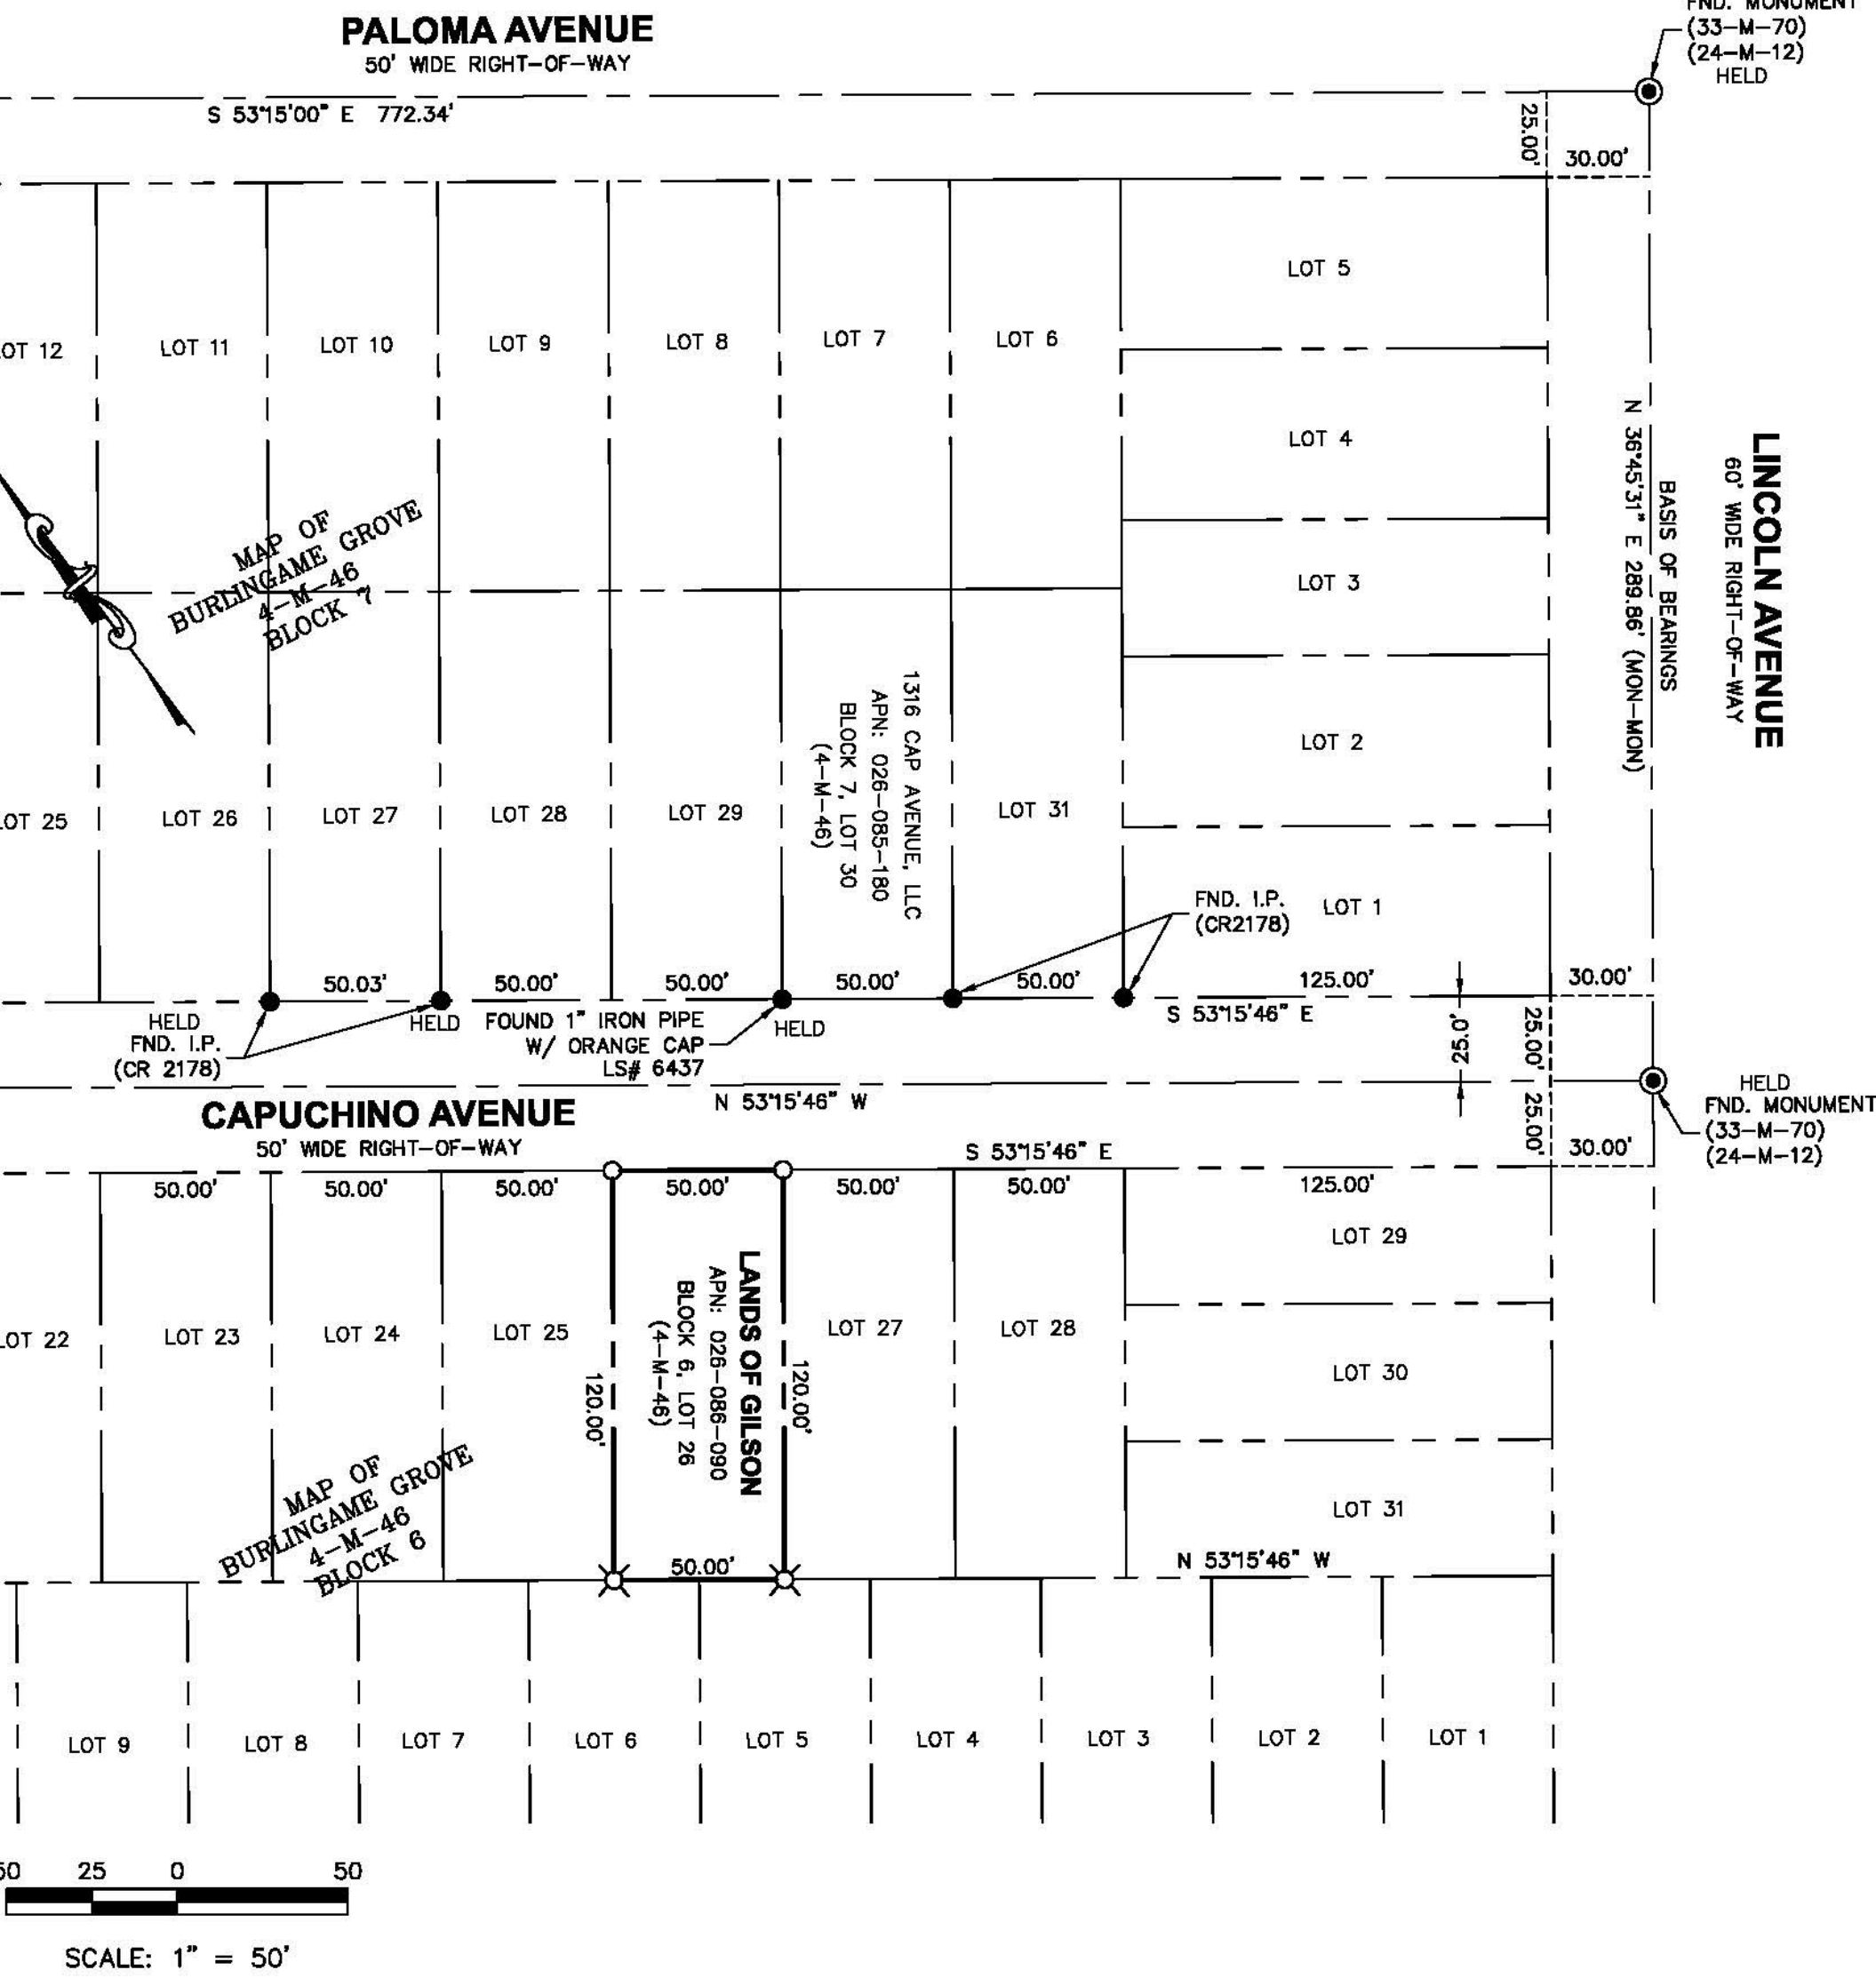 PALOMA AVENUE
50' WIDE RIGHT-OF-WAY
S 53°15'00" E 772.34'
FND. MONUMENT
(33-M-70)
(24-M-12)
HELD
25.00'
30.00'
LOT 5
OT 12
LOT 11
LOT 10
LOT 9
LOT 8
LOT 7
LOT 6
LOT 4
LOT 3
LOT 2
MAP OF
BURLINGAME GROVE
4-M-46
BLOCK 7
LINCOLN AVENUE
60' WIDE RIGHT-OF-WAY
BASIS OF BEARINGS
N 36°45'31" E 289.86' (MON-MON)
OT 25
LOT 26
LOT 27
LOT 28
LOT 29
1316 CAP AVENUE, LLC
APN: 026-085-180
BLOCK 7, LOT 30
(4-M-46)
LOT 31
FND. I.P.
(CR2178)
LOT 1
50.03'
50.00'
50.00'
50.00'
50.00'
125.00'
30.00'
HELD
FND. I.P.
(CR 2178)
HELD
FOUND 1" IRON PIPE
W/ ORANGE CAP
LS# 6437
HELD
S 53°15'46" E
25.0'
25.00'
25.00'
HELD
FND. MONUMENT
(33-M-70)
(24-M-12)
30.00'
CAPUCHINO AVENUE
50' WIDE RIGHT-OF-WAY
N 53°15'46" W
S 53°15'46" E
50.00'
50.00'
50.00'
50.00'
50.00'
50.00'
125.00'
LOT 29
LOT 22
LOT 23
LOT 24
LOT 25
120.00'
LANDS OF GILSON
APN: 026-086-090
BLOCK 6, LOT 26
(4-M-46)
120.00'
LOT 27
LOT 28
LOT 30
LOT 31
MAP OF
BURLINGAME GROVE
4-M-46
BLOCK 6
50.00'
N 53°15'46" W
LOT 9
LOT 8
LOT 7
LOT 6
LOT 5
LOT 4
LOT 3
LOT 2
LOT 1
50 25 0 50
SCALE: 1" = 50'